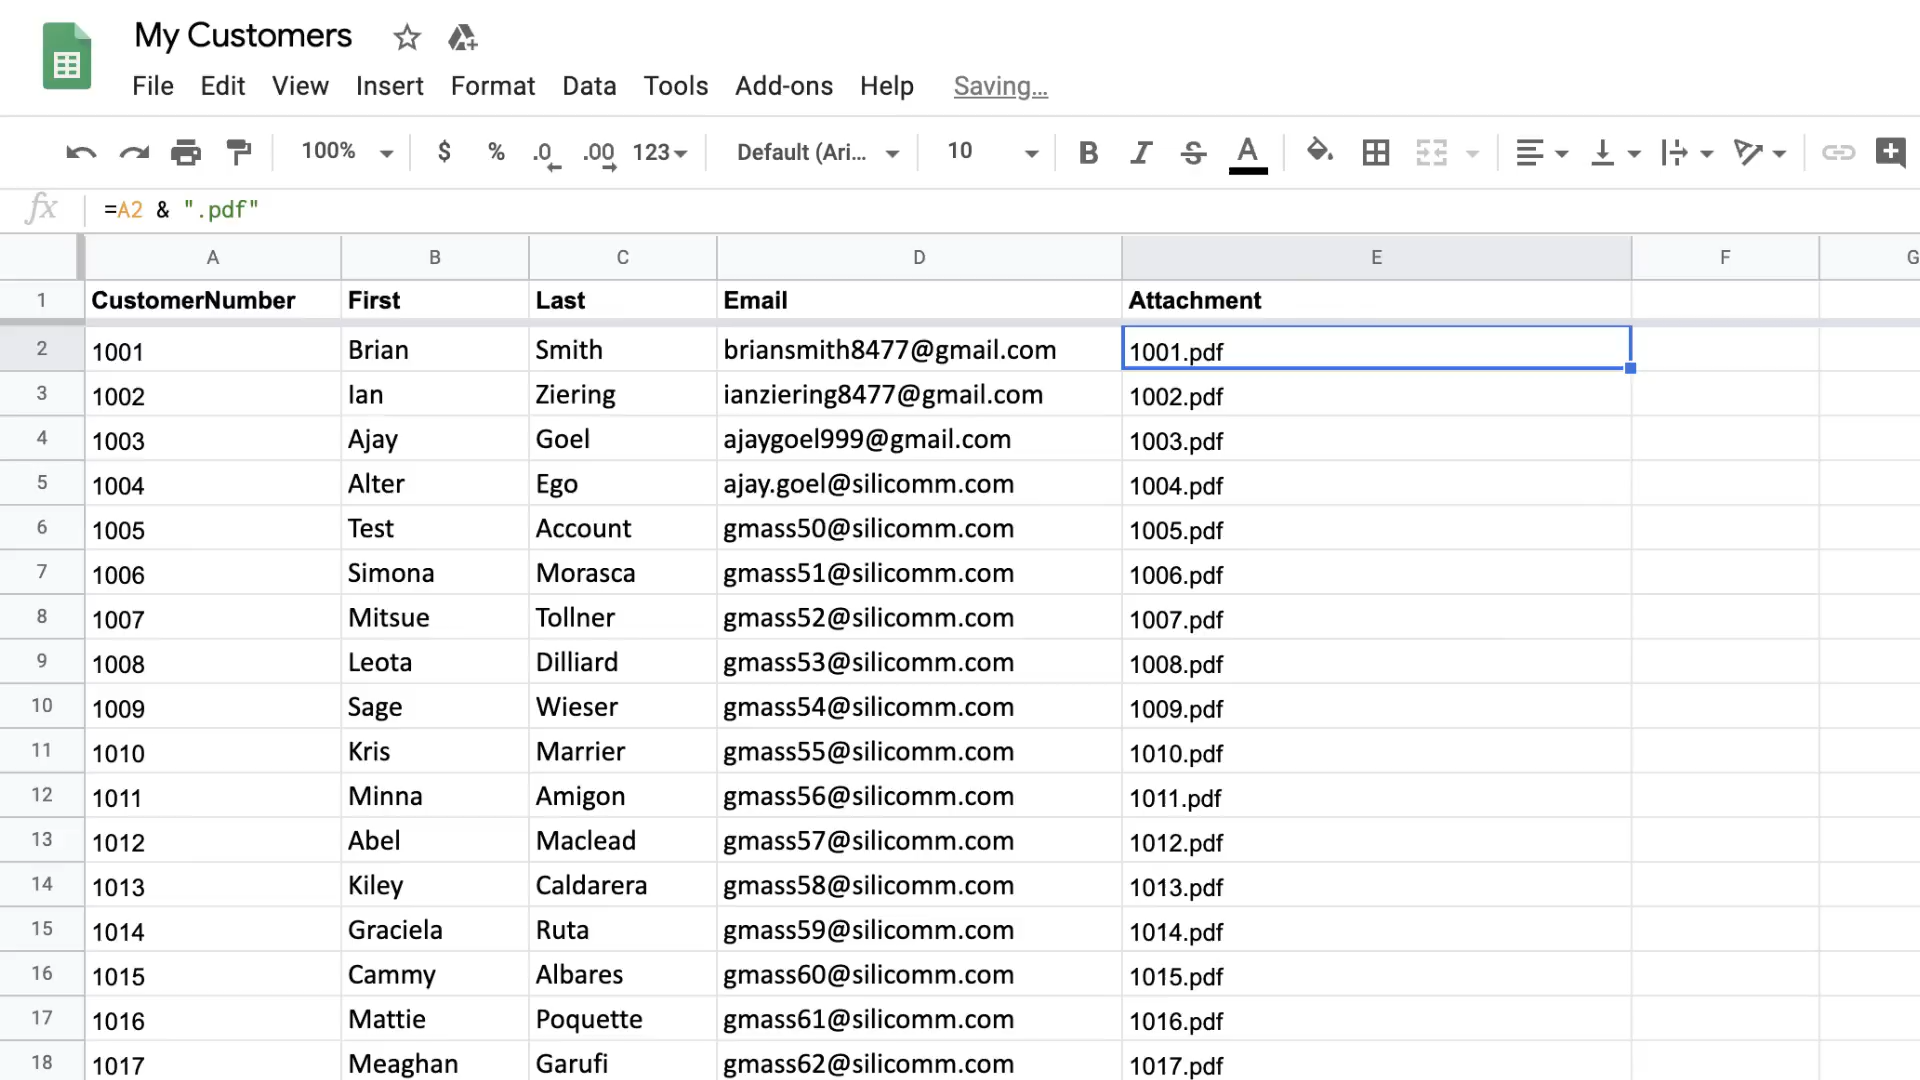 My Customers
File Edit View Insert Format Data Tools Add-ons Help Saving...
100% $ % .0 .00 123 Default (Ari... 10 B I S A
fx =A2 & ".pdf"
A B C D E F G
1 CustomerNumber First Last Email Attachment
2 1001 Brian Smith briansmith8477@gmail.com 1001.pdf
3 1002 Ian Ziering ianziering8477@gmail.com 1002.pdf
4 1003 Ajay Goel ajaygoel999@gmail.com 1003.pdf
5 1004 Alter Ego ajay.goel@silicomm.com 1004.pdf
6 1005 Test Account gmass50@silicomm.com 1005.pdf
7 1006 Simona Morasca gmass51@silicomm.com 1006.pdf
8 1007 Mitsue Tollner gmass52@silicomm.com 1007.pdf
9 1008 Leota Dilliard gmass53@silicomm.com 1008.pdf
10 1009 Sage Wieser gmass54@silicomm.com 1009.pdf
11 1010 Kris Marrier gmass55@silicomm.com 1010.pdf
12 1011 Minna Amigon gmass56@silicomm.com 1011.pdf
13 1012 Abel Maclead gmass57@silicomm.com 1012.pdf
14 1013 Kiley Caldarera gmass58@silicomm.com 1013.pdf
15 1014 Graciela Ruta gmass59@silicomm.com 1014.pdf
16 1015 Cammy Albares gmass60@silicomm.com 1015.pdf
17 1016 Mattie Poquette gmass61@silicomm.com 1016.pdf
18 1017 Meaghan Garufi gmass62@silicomm.com 1017.pdf